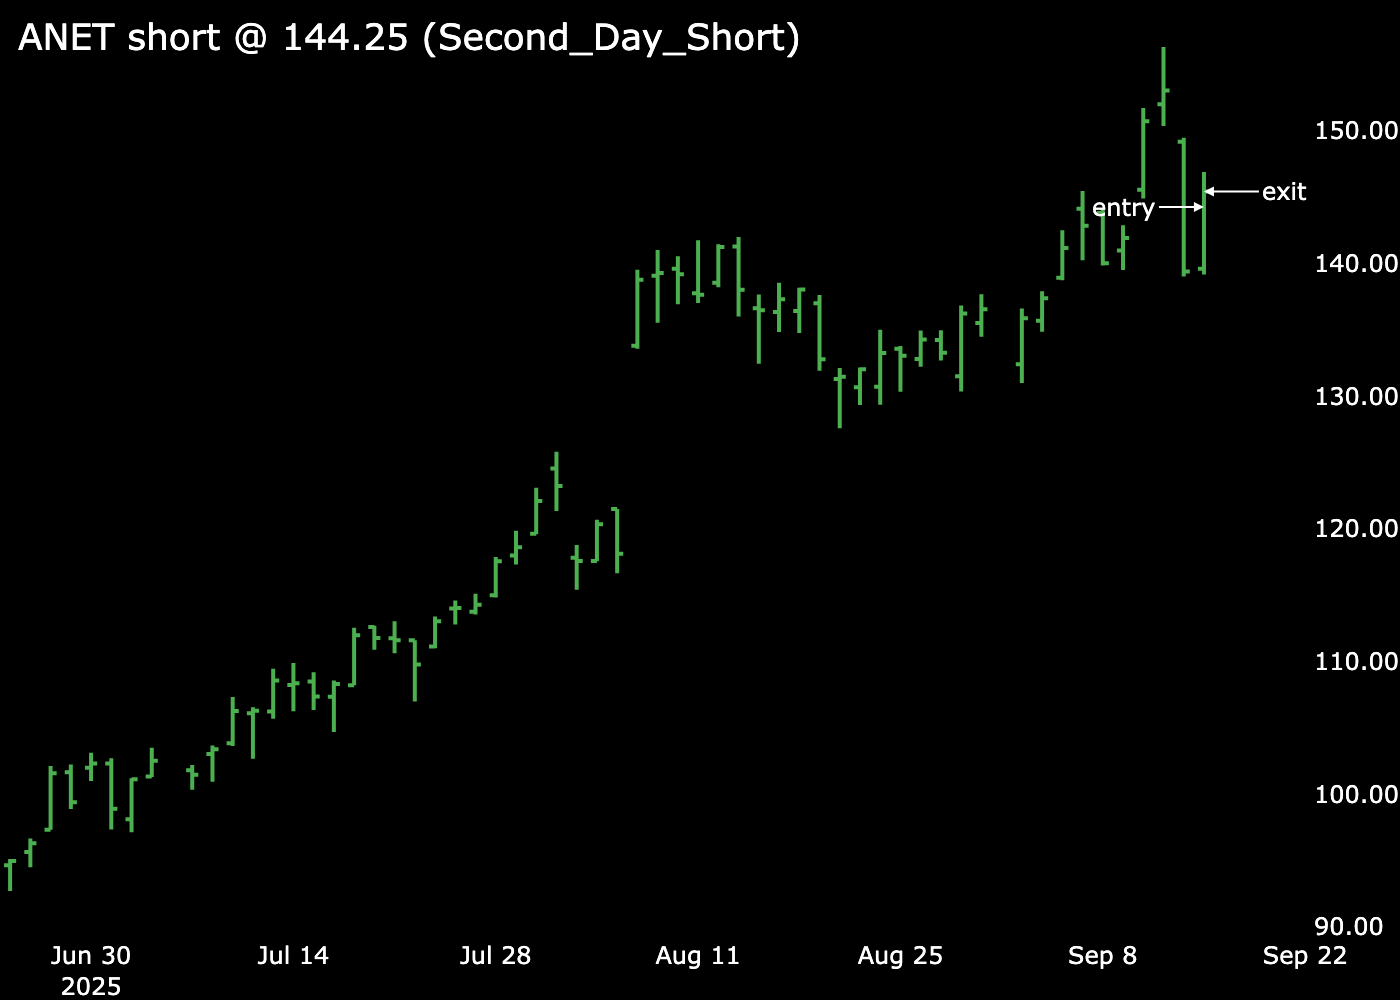 ANET short @ 144.25 (Second_Day_Short)
150.00
exit
entry
140.00
130.00
120.00
110.00
100.00
90.00
Jun 30 Jul 14 Jul 28 Aug 11 Aug 25 Sep 8 Sep 22
2025